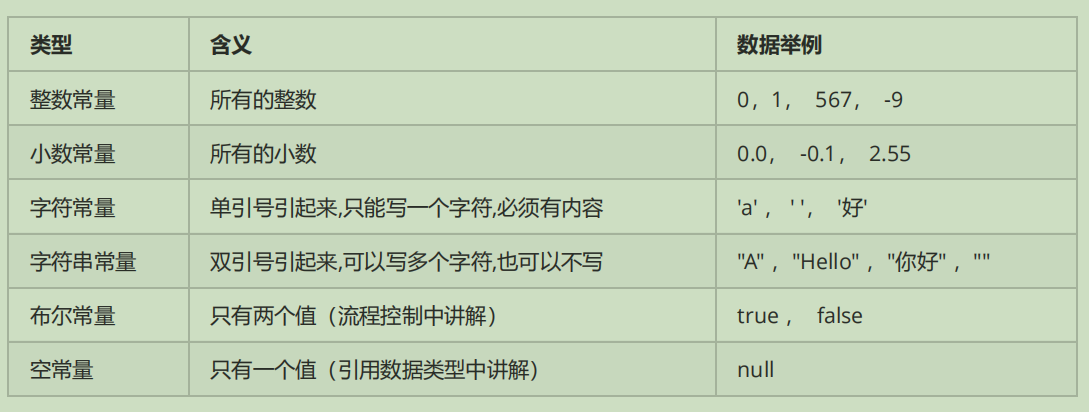 类型 含义 数据举例
整数常量 所有的整数 0，1， 567， -9
小数常量 所有的小数 0.0， -0.1， 2.55
字符常量 单引号引起来,只能写一个字符,必须有内容 'a' ， ' '， '好'
字符串常量 双引号引起来,可以写多个字符,也可以不写 "A" ，"Hello" ，"你好" ，""
布尔常量 只有两个值（流程控制中讲解） true ， false
空常量 只有一个值（引用数据类型中讲解） null